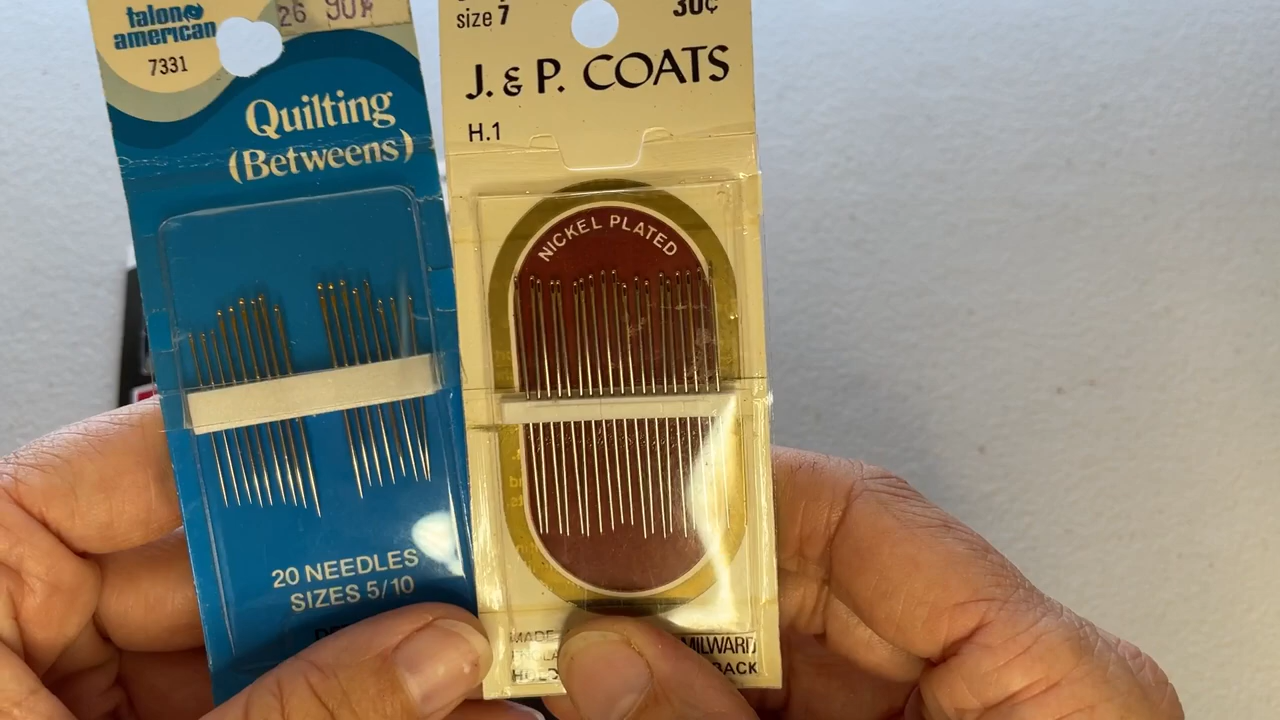 talon
american
7331
26 90¢
Quilting
(Betweens)
20 NEEDLES
SIZES 5/10
size 7
30¢
J. & P. COATS
H.1
NICKEL PLATED
MADE
MILWARD
BACK